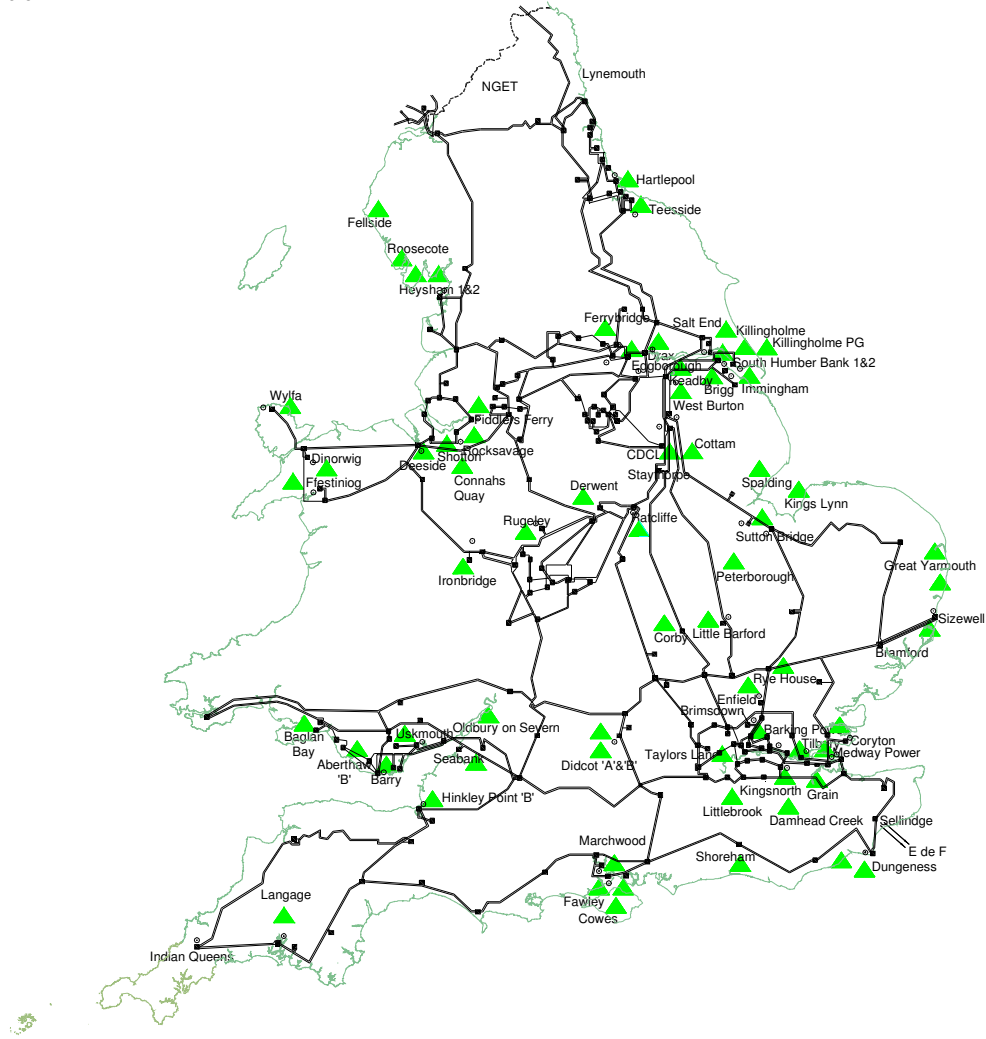 Lynemouth
NGET
Hartlepool
Teesside
Fellside
Roosecote
Heysham 1&2
Ferrybridge
Salt End
Killingholme
Killingholme PG
Drax
Eggborough
South Humber Bank 1&2
Keadby
Brigg
Immingham
West Burton
Wylfa
Fiddlers Ferry
Rocksavage
Shotton
Deeside
Connahs
Quay
Dinorwig
Ffestiniog
CDCL
Cottam
Staythorpe
Spalding
Kings Lynn
Derwent
Ratcliffe
Rugeley
Sutton Bridge
Ironbridge
Peterborough
Great Yarmouth
Corby
Little Barford
Sizewell
Bramford
Rye House
Enfield
Brimsdown
Baglan
Bay
Uskmouth
Oldbury on Severn
Seabank
Aberthaw
'B'
Barry
Didcot 'A'&'B'
Taylors Lane
Barking Power
Tilbury
Coryton
Medway Power
Kingsnorth
Grain
Hinkley Point 'B'
Littlebrook
Damhead Creek
Sellindge
E de F
Marchwood
Shoreham
Dungeness
Langage
Fawley
Cowes
Indian Queens